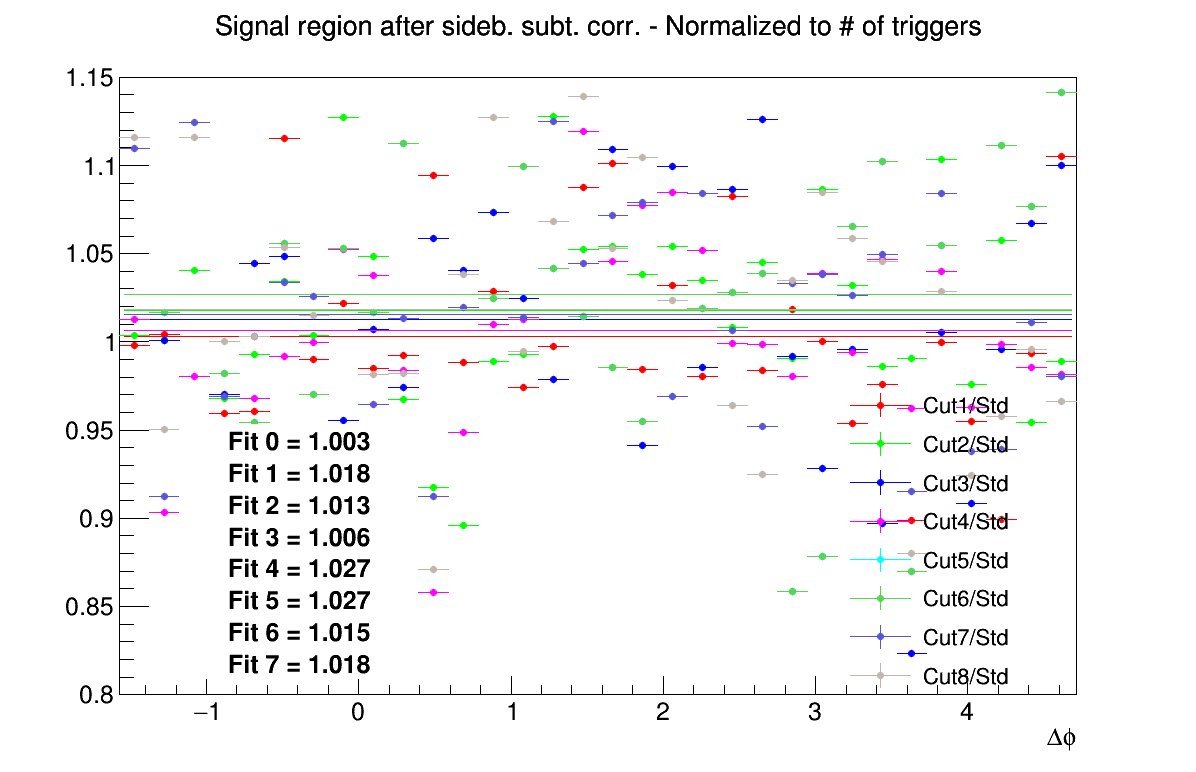 Signal region after sideb. subt. corr. - Normalized to # of triggers
1.15
1.1
1.05
1
0.95
0.9
0.85
0.8
Fit 0 = 1.003
Fit 1 = 1.018
Fit 2 = 1.013
Fit 3 = 1.006
Fit 4 = 1.027
Fit 5 = 1.027
Fit 6 = 1.015
Fit 7 = 1.018
Cut1/Std
Cut2/Std
Cut3/Std
Cut4/Std
Cut5/Std
Cut6/Std
Cut7/Std
Cut8/Std
−1 0 1 2 3 4
Δϕ